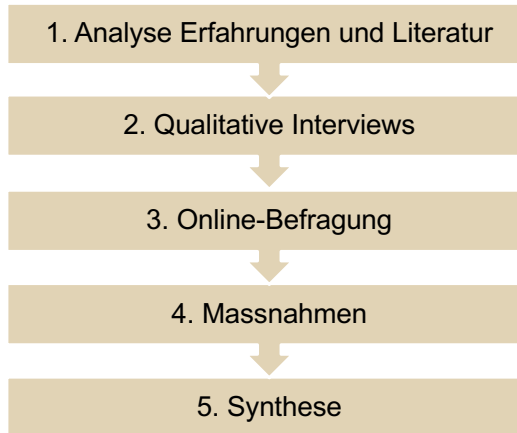 1. Analyse Erfahrungen und Literatur
2. Qualitative Interviews
3. Online-Befragung
4. Massnahmen
5. Synthese